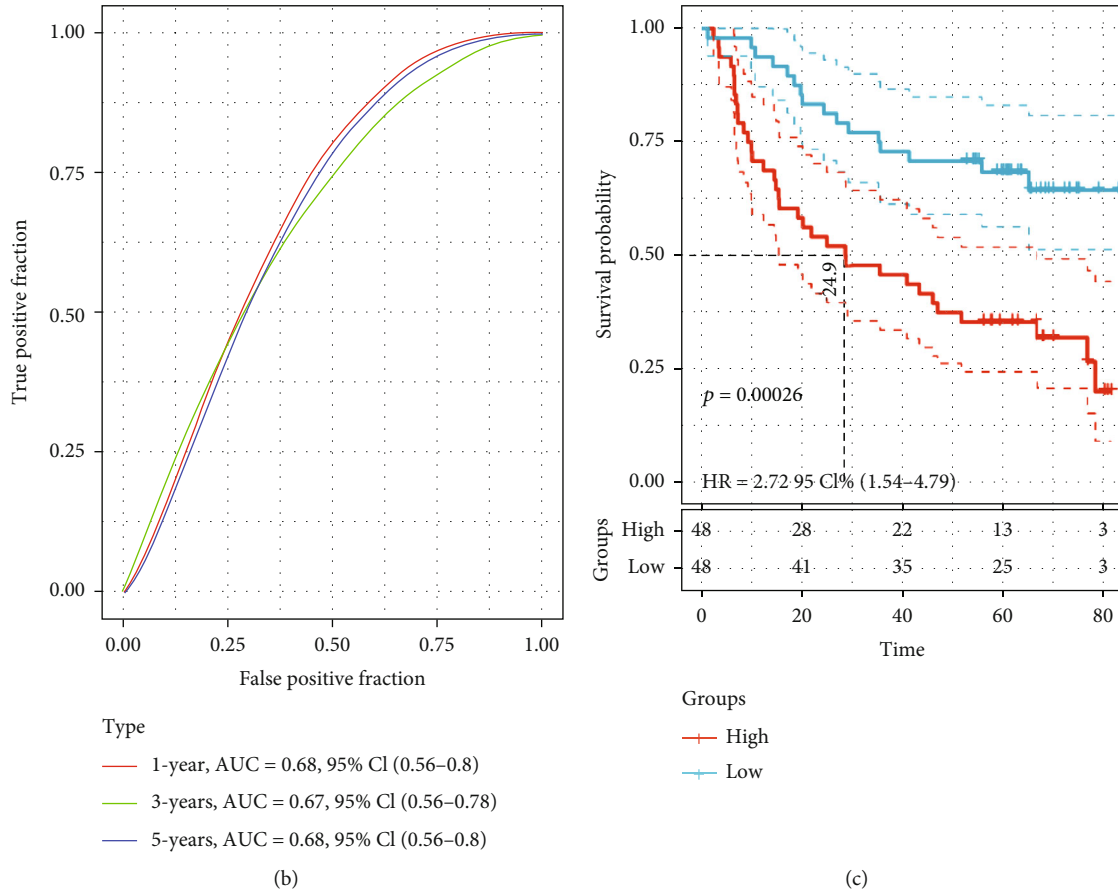 1.00
0.75
0.50
0.25
0.00
True positive fraction
0.00 0.25 0.50 0.75 1.00
False positive fraction
Type
1-year, AUC = 0.68, 95% Cl (0.56–0.8)
3-years, AUC = 0.67, 95% Cl (0.56–0.78)
5-years, AUC = 0.68, 95% Cl (0.56–0.8)
(b)
1.00
0.75
0.50
0.25
0.00
Survival probability
24.9
p = 0.00026
HR = 2.72 95 Cl% (1.54–4.79)
Groups
High 48 28 22 13 3
Low 48 41 35 25 3
0 20 40 60 80
Time
Groups
High
Low
(c)